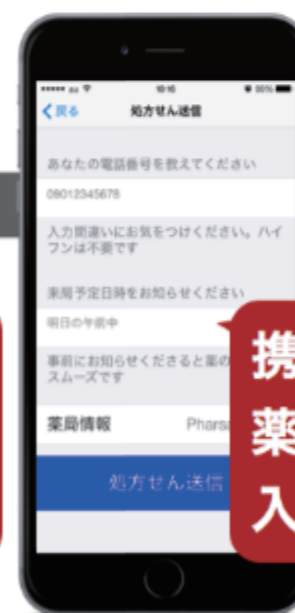 au 10:16
戻る 処方せん送信
あなたの電話番号を教えてください
09012345678
入力間違いにお気をつけください。ハイ
フンは不要です
来局予定日時をお知らせください
明日の午前中
事前にお知らせくださると薬の
スムーズです
薬局情報 Phars
処方せん送信
携
薬
入